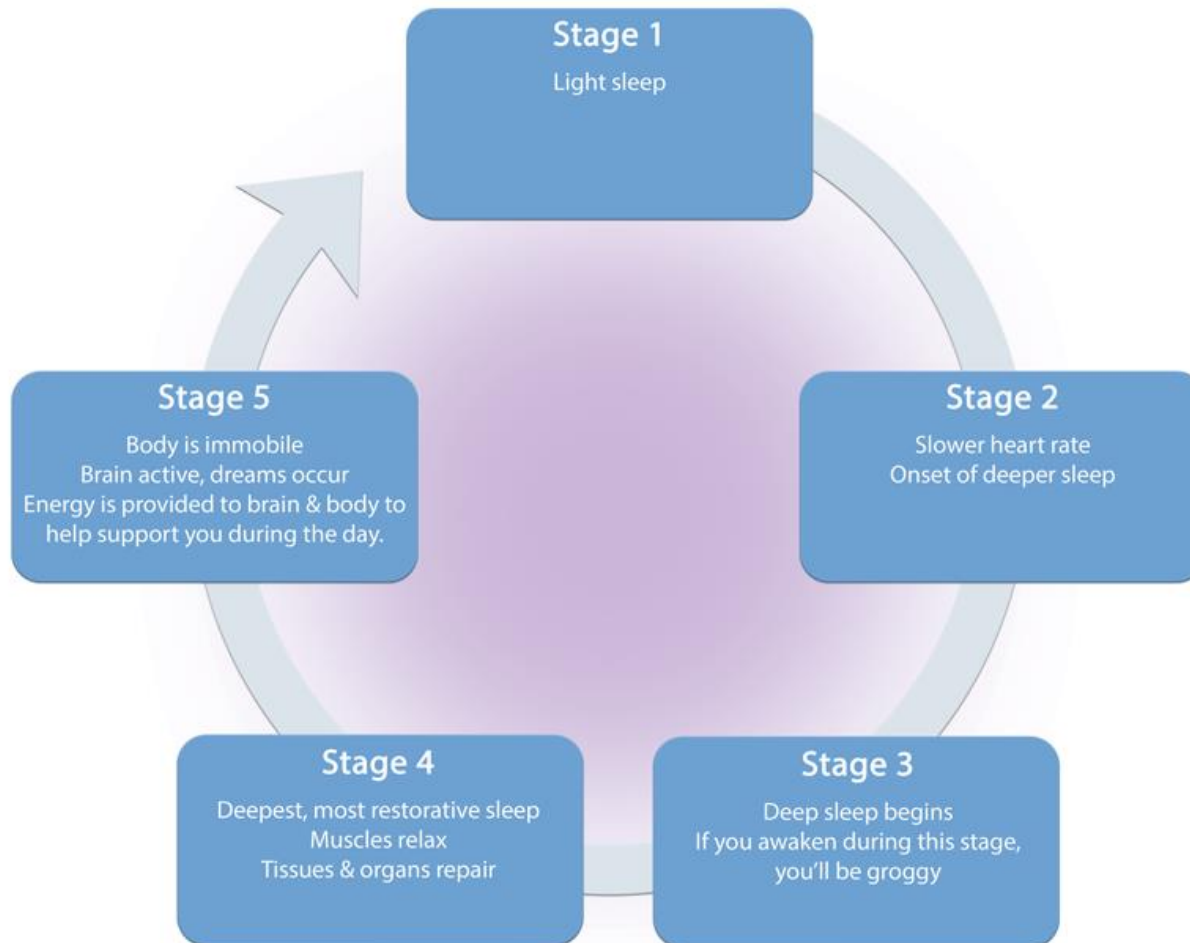 Stage 1
Light sleep
Stage 2
Slower heart rate
Onset of deeper sleep
Stage 3
Deep sleep begins
If you awaken during this stage,
you’ll be groggy
Stage 4
Deepest, most restorative sleep
Muscles relax
Tissues & organs repair
Stage 5
Body is immobile
Brain active, dreams occur
Energy is provided to brain & body to
help support you during the day.